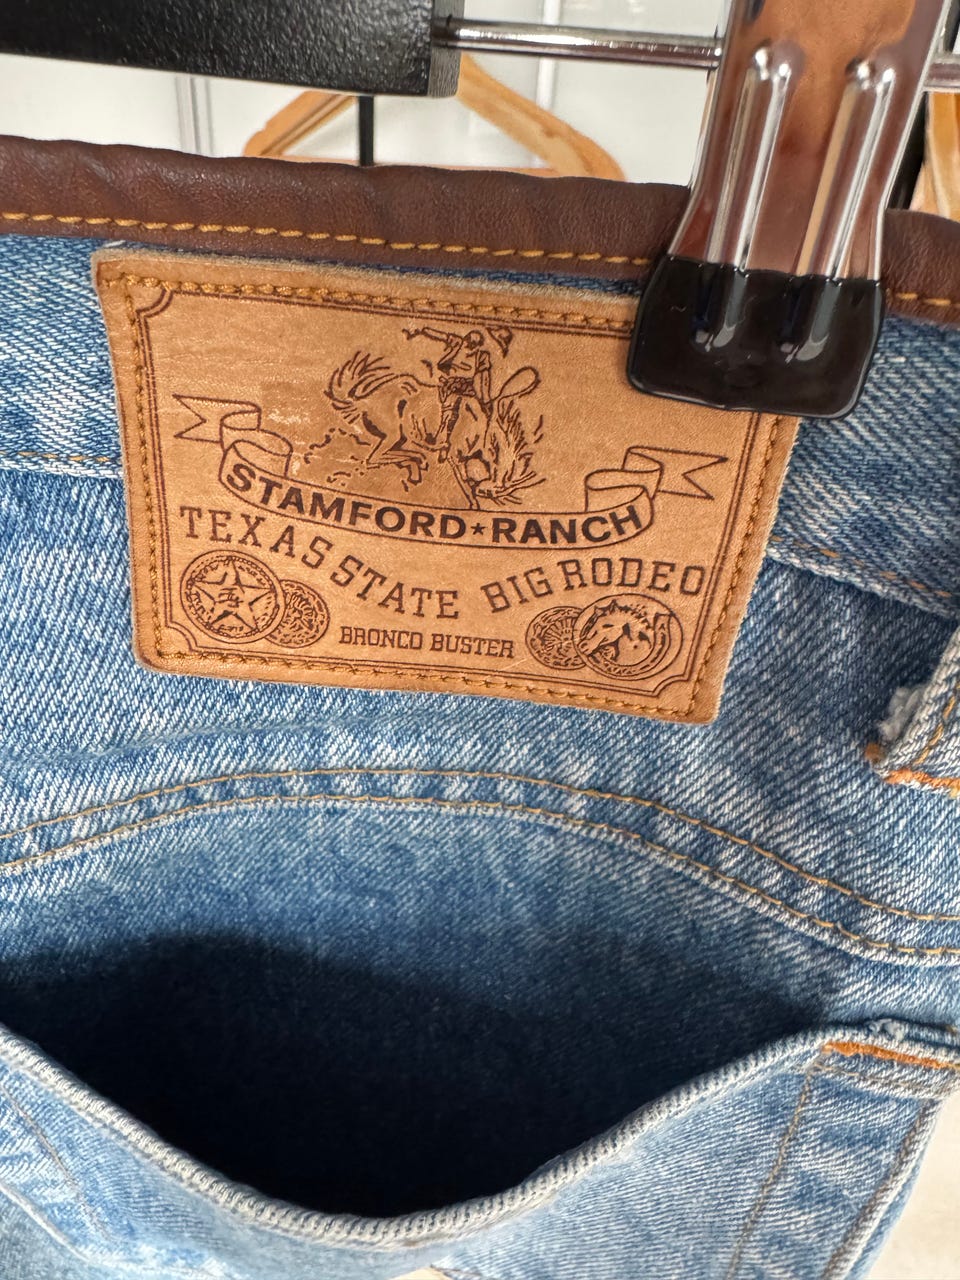 STAMFORD★RANCH
TEXAS STATE BIG RODEO
BRONCO BUSTER